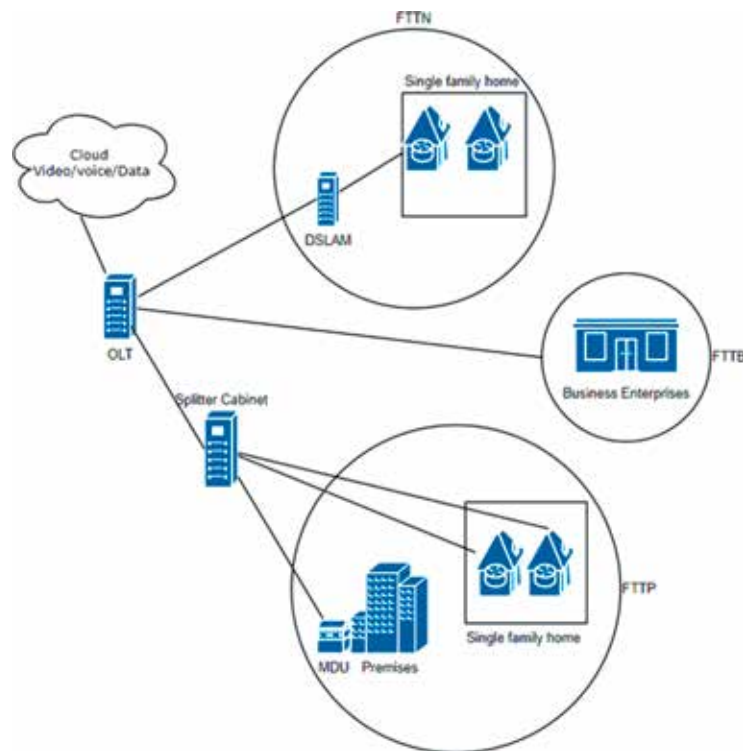 FTTN
Single family home
Cloud
Video/voice/Data
DSLAM
OLT
FTTB
Business Enterprises
Splitter Cabinet
FTTP
Single family home
MDU
Premises